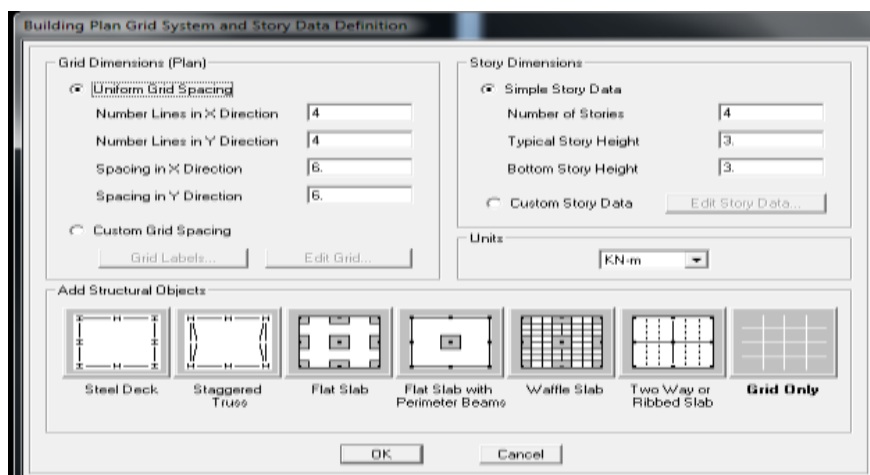 Building Plan Grid System and Story Data Definition
Grid Dimensions (Plan)
Uniform Grid Spacing
Number Lines in X Direction 4
Number Lines in Y Direction 4
Spacing in X Direction 6.
Spacing in Y Direction 6.
Custom Grid Spacing
Grid Labels... Edit Grid...
Story Dimensions
Simple Story Data
Number of Stories 4
Typical Story Height 3.
Bottom Story Height 3.
Custom Story Data Edit Story Data...
Units
KN-m
Add Structural Objects
Steel Deck
Staggered
Truss
Flat Slab
Flat Slab with
Perimeter Beams
Waffle Slab
Two Way or
Ribbed Slab
Grid Only
OK Cancel